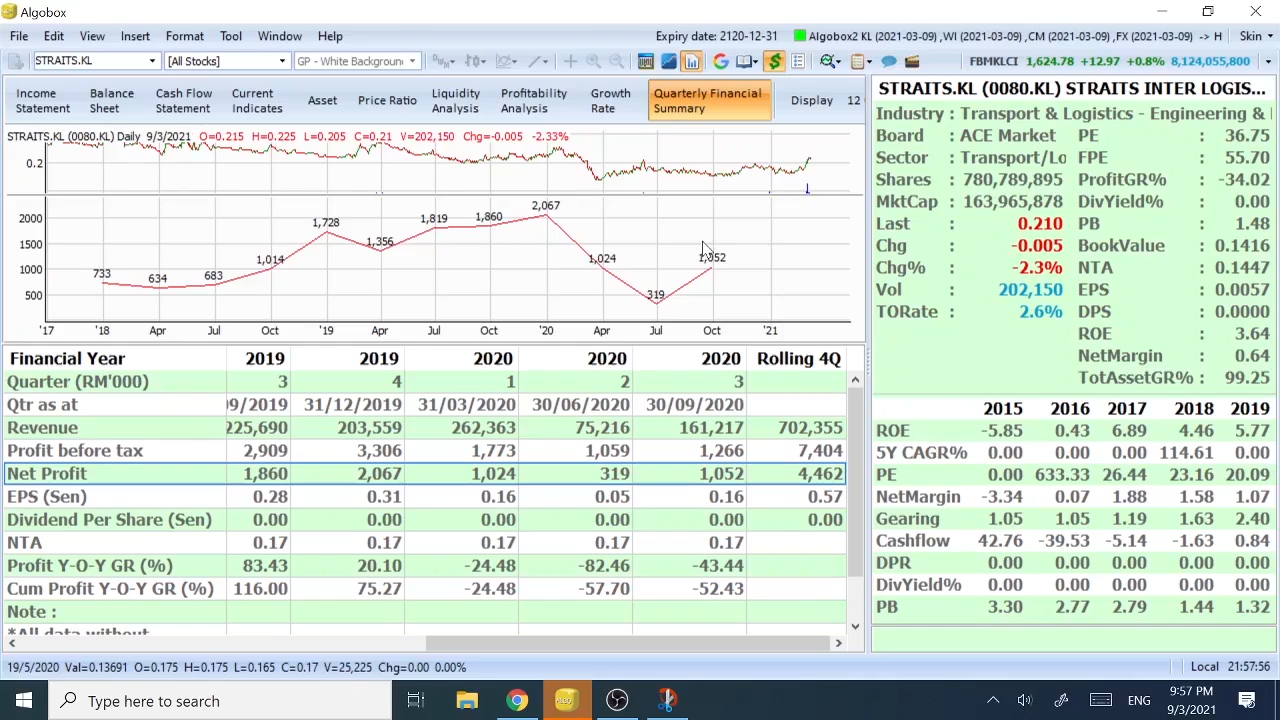 Algobox
File Edit View Insert Format Tool Window Help Expiry date: 2120-12-31 Algobox2 KL (2021-03-09) ,WI (2021-03-09) ,CM (2021-03-09) ,FX (2021-03-09) -> H Skin
STRAITS.KL [All Stocks] GP - White Background FBMKLCI 1,624.78 +12.97 +0.8% 8,124,055,800
Income Statement Balance Sheet Cash Flow Statement Current Indicates Asset Price Ratio Liquidity Analysis Profitability Analysis Growth Rate Quarterly Financial Summary Display 12
STRAITS.KL (0080.KL) Daily 9/3/2021 O=0.215 H=0.225 L=0.205 C=0.21 V=202,150 Chg=-0.005 -2.33%
0.2
2000
1500
1000
500
733 634 683 1,014 1,728 1,356 1,819 1,860 2,067 1,024 319 1,052
'17 '18 Apr Jul Oct '19 Apr Jul Oct '20 Apr Jul Oct '21
Financial Year 2019 2019 2020 2020 2020 Rolling 4Q
Quarter (RM'000) 3 4 1 2 3
Qtr as at 09/2019 31/12/2019 31/03/2020 30/06/2020 30/09/2020
Revenue 225,690 203,559 262,363 75,216 161,217 702,355
Profit before tax 2,909 3,306 1,773 1,059 1,266 7,404
Net Profit 1,860 2,067 1,024 319 1,052 4,462
EPS (Sen) 0.28 0.31 0.16 0.05 0.16 0.57
Dividend Per Share (Sen) 0.00 0.00 0.00 0.00 0.00 0.00
NTA 0.17 0.17 0.17 0.17 0.17
Profit Y-O-Y GR (%) 83.43 20.10 -24.48 -82.46 -43.44
Cum Profit Y-O-Y GR (%) 116.00 75.27 -24.48 -57.70 -52.43
Note :
*All data without
STRAITS.KL (0080.KL) STRAITS INTER LOGIS...
Industry : Transport & Logistics - Engineering &
Board : ACE Market PE : 36.75
Sector : Transport/Lo FPE : 55.70
Shares : 780,789,895 ProfitGR% : -34.02
MktCap : 163,965,878 DivYield% : 0.00
Last : 0.210 PB : 1.48
Chg : -0.005 BookValue : 0.1416
Chg% : -2.3% NTA : 0.1447
Vol : 202,150 EPS : 0.0057
TORate : 2.6% DPS : 0.0000
ROE : 3.64
NetMargin : 0.64
TotAssetGR% : 99.25
2015 2016 2017 2018 2019
ROE -5.85 0.43 6.89 4.46 5.77
5Y CAGR% 0.00 0.00 0.00 114.61 0.00
PE 0.00 633.33 26.44 23.16 20.09
NetMargin -3.34 0.07 1.88 1.58 1.07
Gearing 1.05 1.05 1.19 1.63 2.40
Cashflow 42.76 -39.53 -5.14 -1.63 0.84
DPR 0.00 0.00 0.00 0.00 0.00
DivYield% 0.00 0.00 0.00 0.00 0.00
PB 3.30 2.77 2.79 1.44 1.32
19/5/2020 Val=0.13691 O=0.175 H=0.175 L=0.165 C=0.17 V=25,225 Chg=0.00 0.00% Local 21:57:56
Type here to search ENG 9:57 PM
9/3/2021